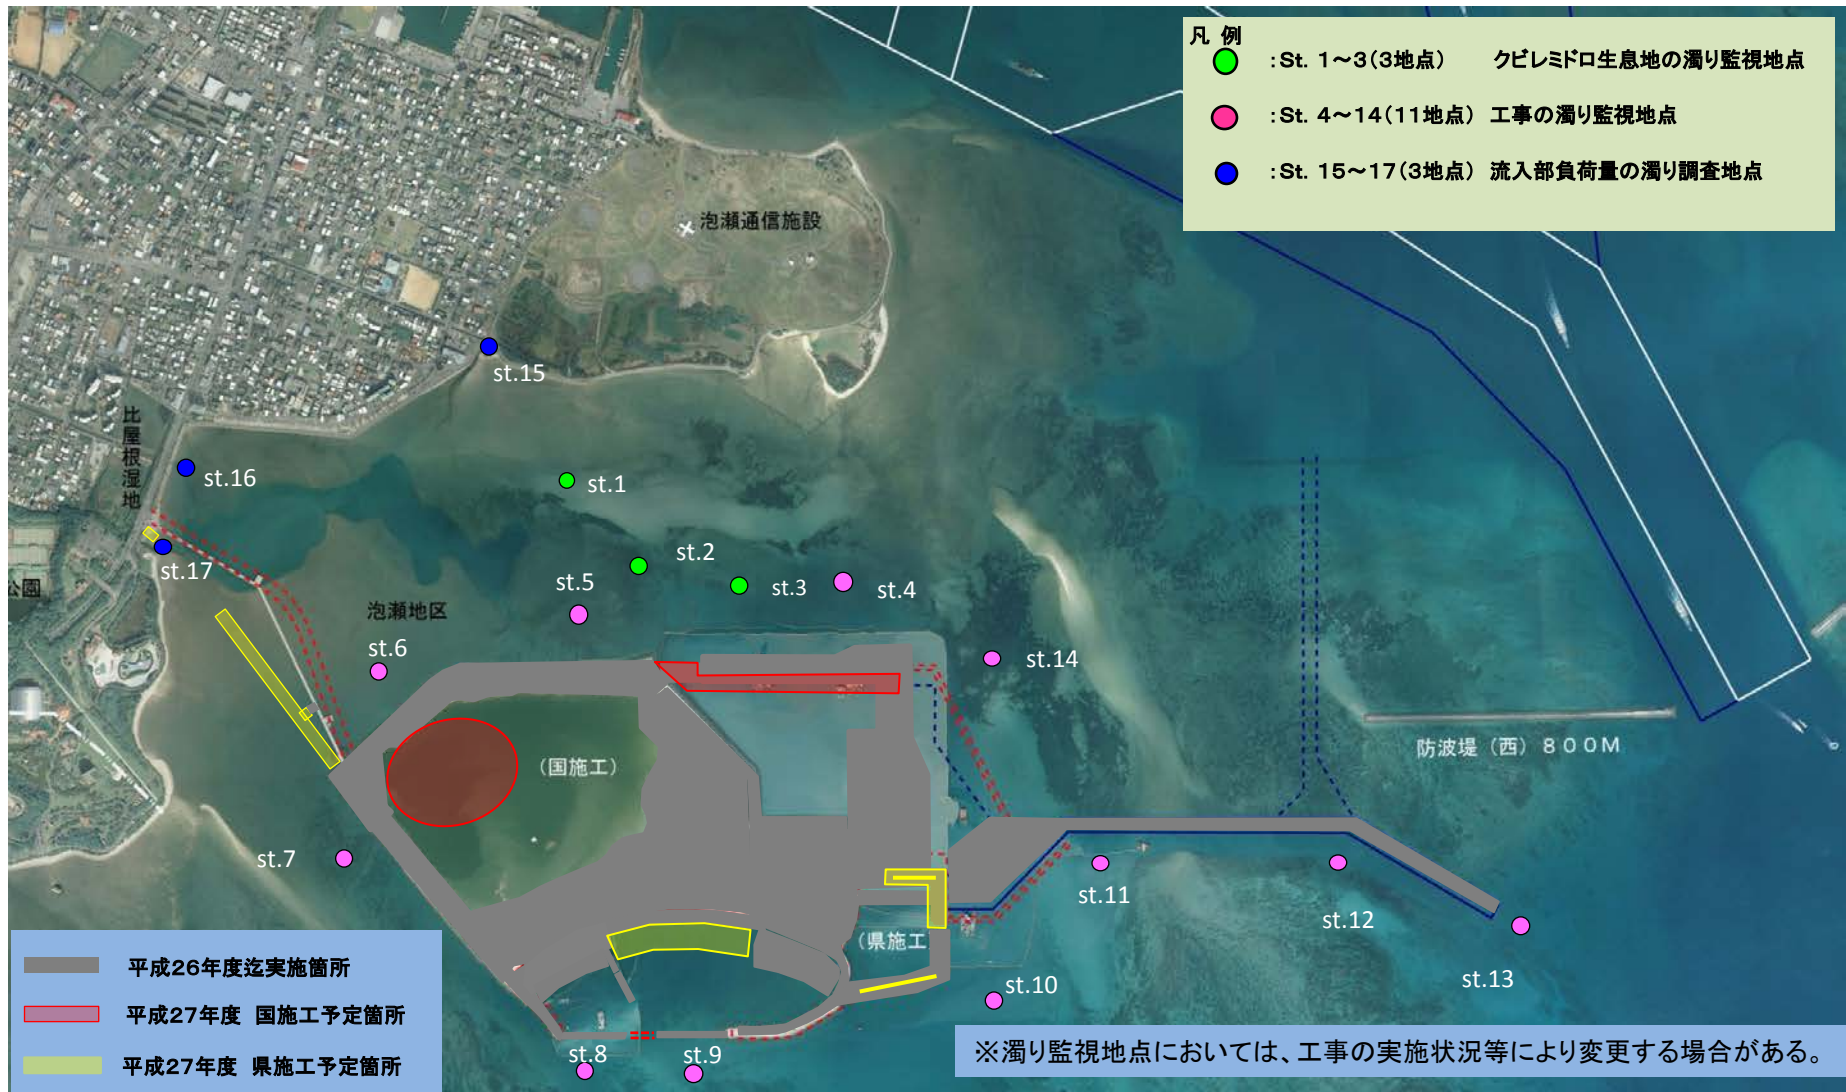 凡 例
:St. 1～3(3地点) クビレミドロ生息地の濁り監視地点
:St. 4～14(11地点) 工事の濁り監視地点
:St. 15～17(3地点) 流入部負荷量の濁り調査地点
泡瀬通信施設
st.15
比屋根湿地
st.16
st.1
st.17
st.2
st.5
st.3
st.4
公園
泡瀬地区
st.6
st.14
防波堤（西）８００Ｍ
（国施工）
st.7
st.11
st.12
（県施工
st.13
st.10
st.8
st.9
平成26年度迄実施箇所
平成27年度 国施工予定箇所
平成27年度 県施工予定箇所
※濁り監視地点においては、工事の実施状況等により変更する場合がある。